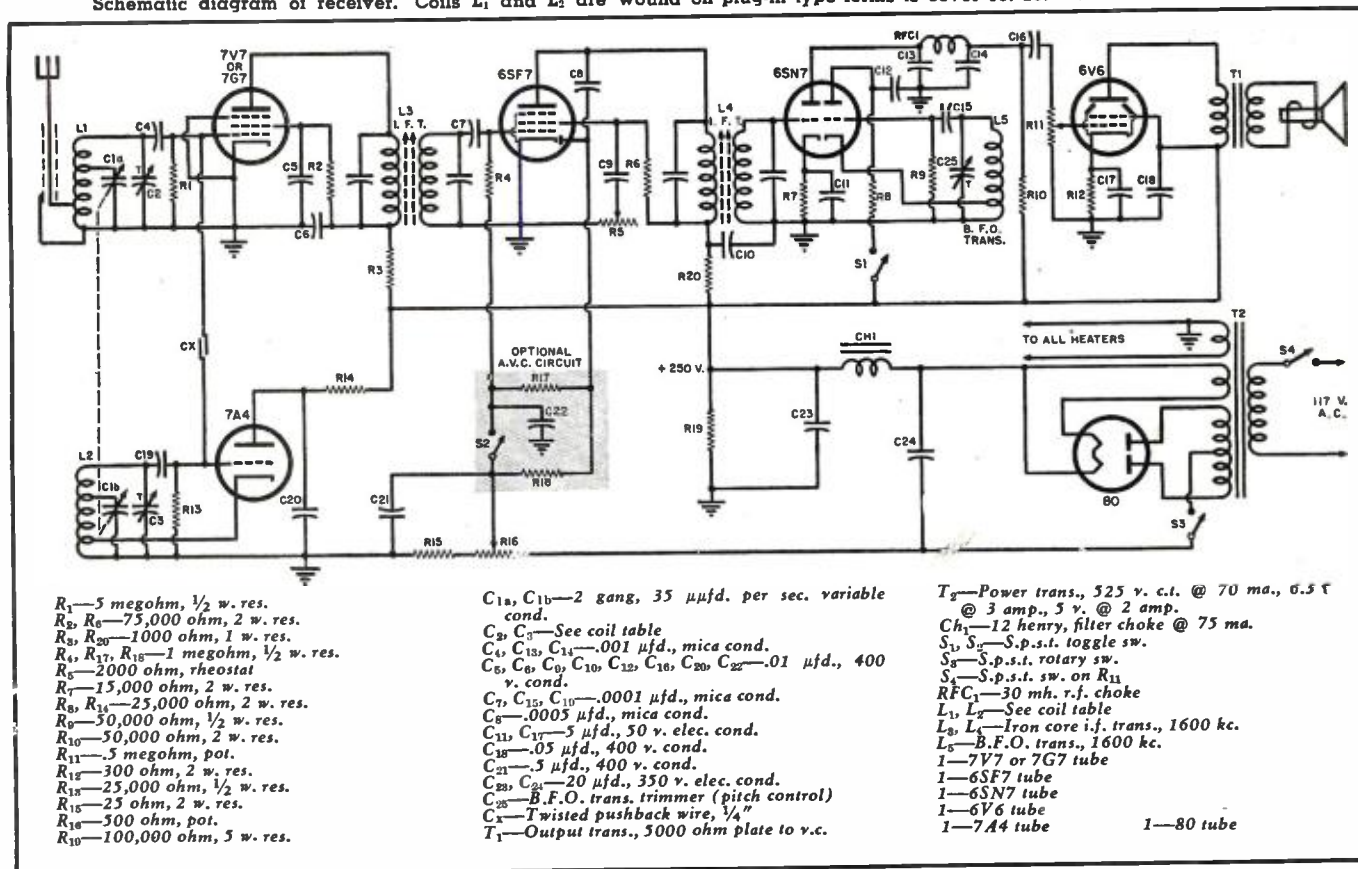 Schematic diagram of receiver. Coils L₁ and L₂ are wound on plug-in type forms to cover
7V7
OR
7G7
6SF7
6SN7
6V6
RFC1
C16
T1
C13
C14
C8
C12
L1
C4
L3
I. F. T.
C7
L4
I. F. T.
C15
L5
C1a
T
C2
R1
C5
R2
R4
C9
R6
R7
C11
R8
R9
C25
T
R11
R10
R12
C17
C18
C6
R5
C10
B. F. O.
TRANS.
R3
R20
S1
CX
R14
OPTIONAL
A.V.C. CIRCUIT
R17
C22
+ 250 V.
CH1
TO ALL HEATERS
T2
S4
117 V.
A.C.
7A4
S2
R18
R19
C23
C24
80
L2
C19
C1b
T
C3
R13
C20
C21
S3
R15
R16
R₁—5 megohm, ½ w. res.
R₂, R₆—75,000 ohm, 2 w. res.
R₃, R₂₀—1000 ohm, 1 w. res.
R₄, R₁₇, R₁₈—1 megohm, ½ w. res.
R₅—2000 ohm, rheostat
R₇—15,000 ohm, 2 w. res.
R₈, R₁₄—25,000 ohm, 2 w. res.
R₉—50,000 ohm, ½ w. res.
R₁₀—50,000 ohm, 2 w. res.
R₁₁—.5 megohm, pot.
R₁₂—300 ohm, 2 w. res.
R₁₃—25,000 ohm, ½ w. res.
R₁₅—25 ohm, 2 w. res.
R₁₆—500 ohm, pot.
R₁₉—100,000 ohm, 5 w. res.
C₁ₐ, C₁b—2 gang, 35 μμfd. per sec. variable
cond.
C₂, C₃—See coil table
C₄, C₁₃, C₁₄—.001 μfd., mica cond.
C₅, C₆, C₉, C₁₀, C₁₂, C₁₆, C₂₀, C₂₂—.01 μfd., 400
v. cond.
C₇, C₁₅, C₁₉—.0001 μfd., mica cond.
C₈—.0005 μfd., mica cond.
C₁₁, C₁₇—5 μfd., 50 v. elec. cond.
C₁₈—.05 μfd., 400 v. cond.
C₂₁—.5 μfd., 400 v. cond.
C₂₃, C₂₄—20 μfd., 350 v. elec. cond.
C₂₅—B.F.O. trans. trimmer (pitch control)
Cₓ—Twisted pushback wire, ¼"
T₁—Output trans., 5000 ohm plate to v.c.
T₂—Power trans., 525 v. c.t. @ 70 ma.,
@ 3 amp., 5 v. @ 2 amp.
Ch₁—12 henry, filter choke @ 75 ma.
S₁, S₂—S.p.s.t. toggle sw.
S₃—S.p.s.t. rotary sw.
S₄—S.p.s.t. sw. on R₁₁
RFC₁—30 mh. r.f. choke
L₁, L₂—See coil table
L₃, L₄—Iron core i.f. trans., 1600 kc.
L₅—B.F.O. trans., 1600 kc.
1—7V7 or 7G7 tube
1—6SF7 tube
1—6SN7 tube
1—6V6 tube
1—7A4 tube 1—80 tube